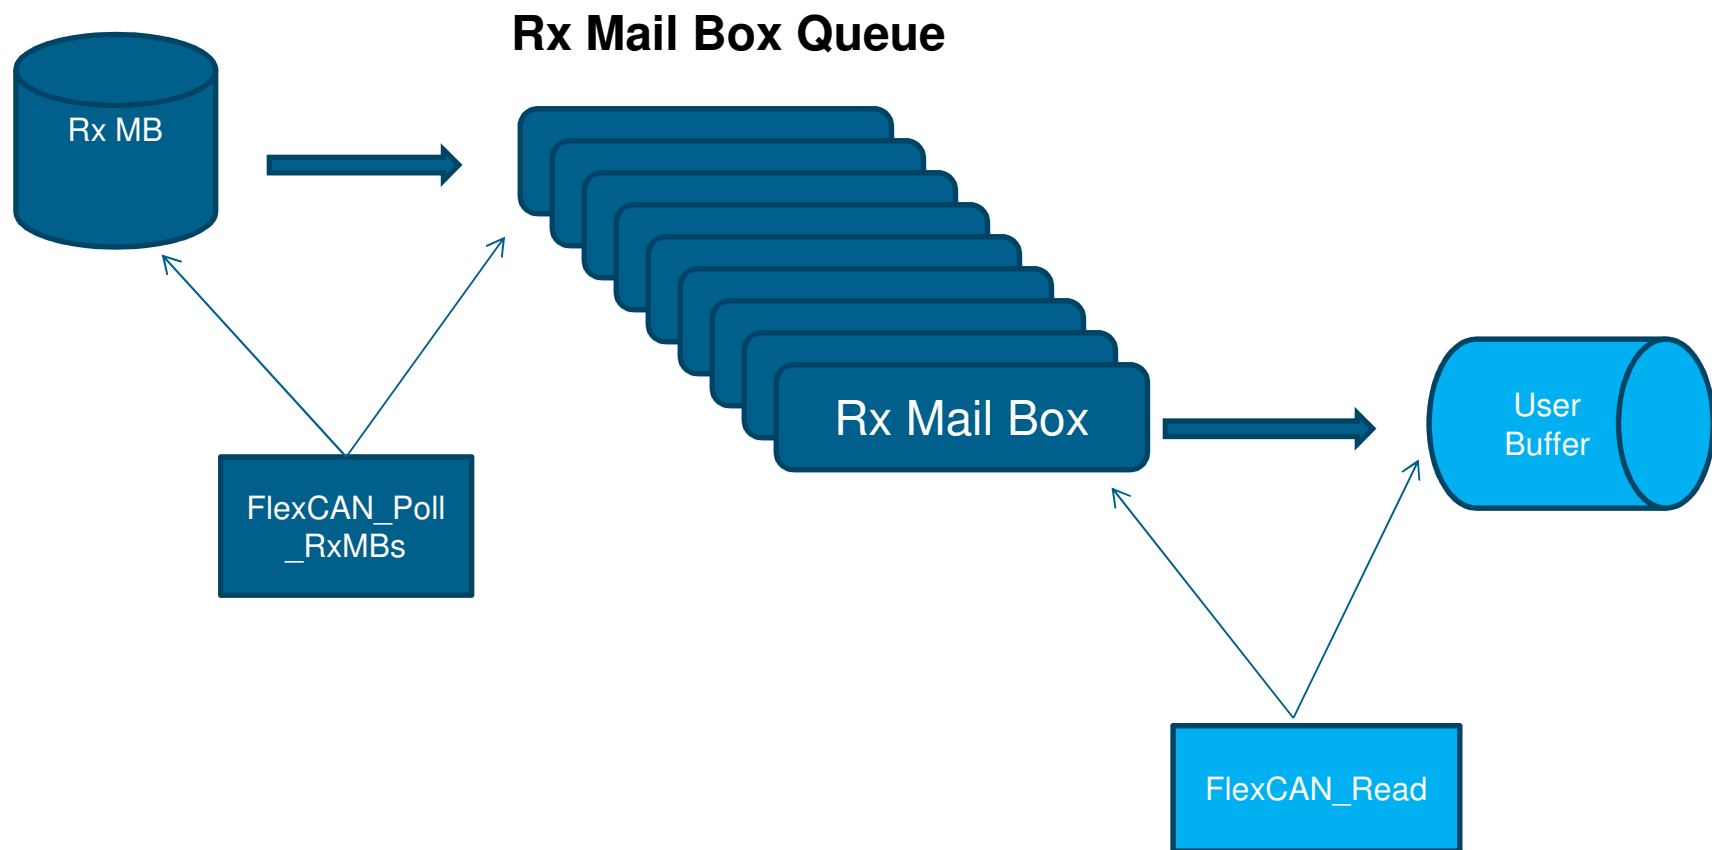 Rx Mail Box Queue
Rx MB
Rx Mail Box
User
Buffer
FlexCAN_Poll
_RxMBs
FlexCAN_Read